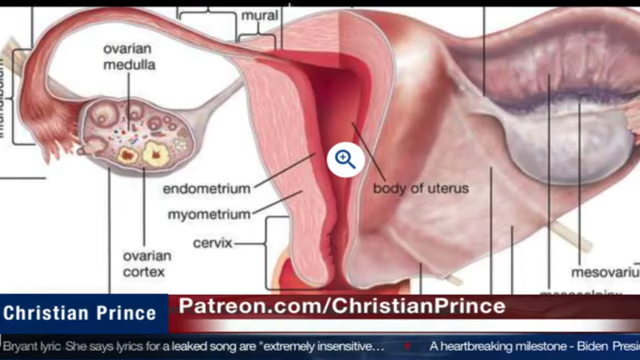 mural
ovarian
medulla
infundibulum
endometrium
body of uterus
myometrium
cervix
ovarian
cortex
Christian Prince
Patreon.com/ChristianPrince
Bryant lyric She says lyrics for a leaked song are "extremely insensitive… A heartbreaking milestone - Biden Presi